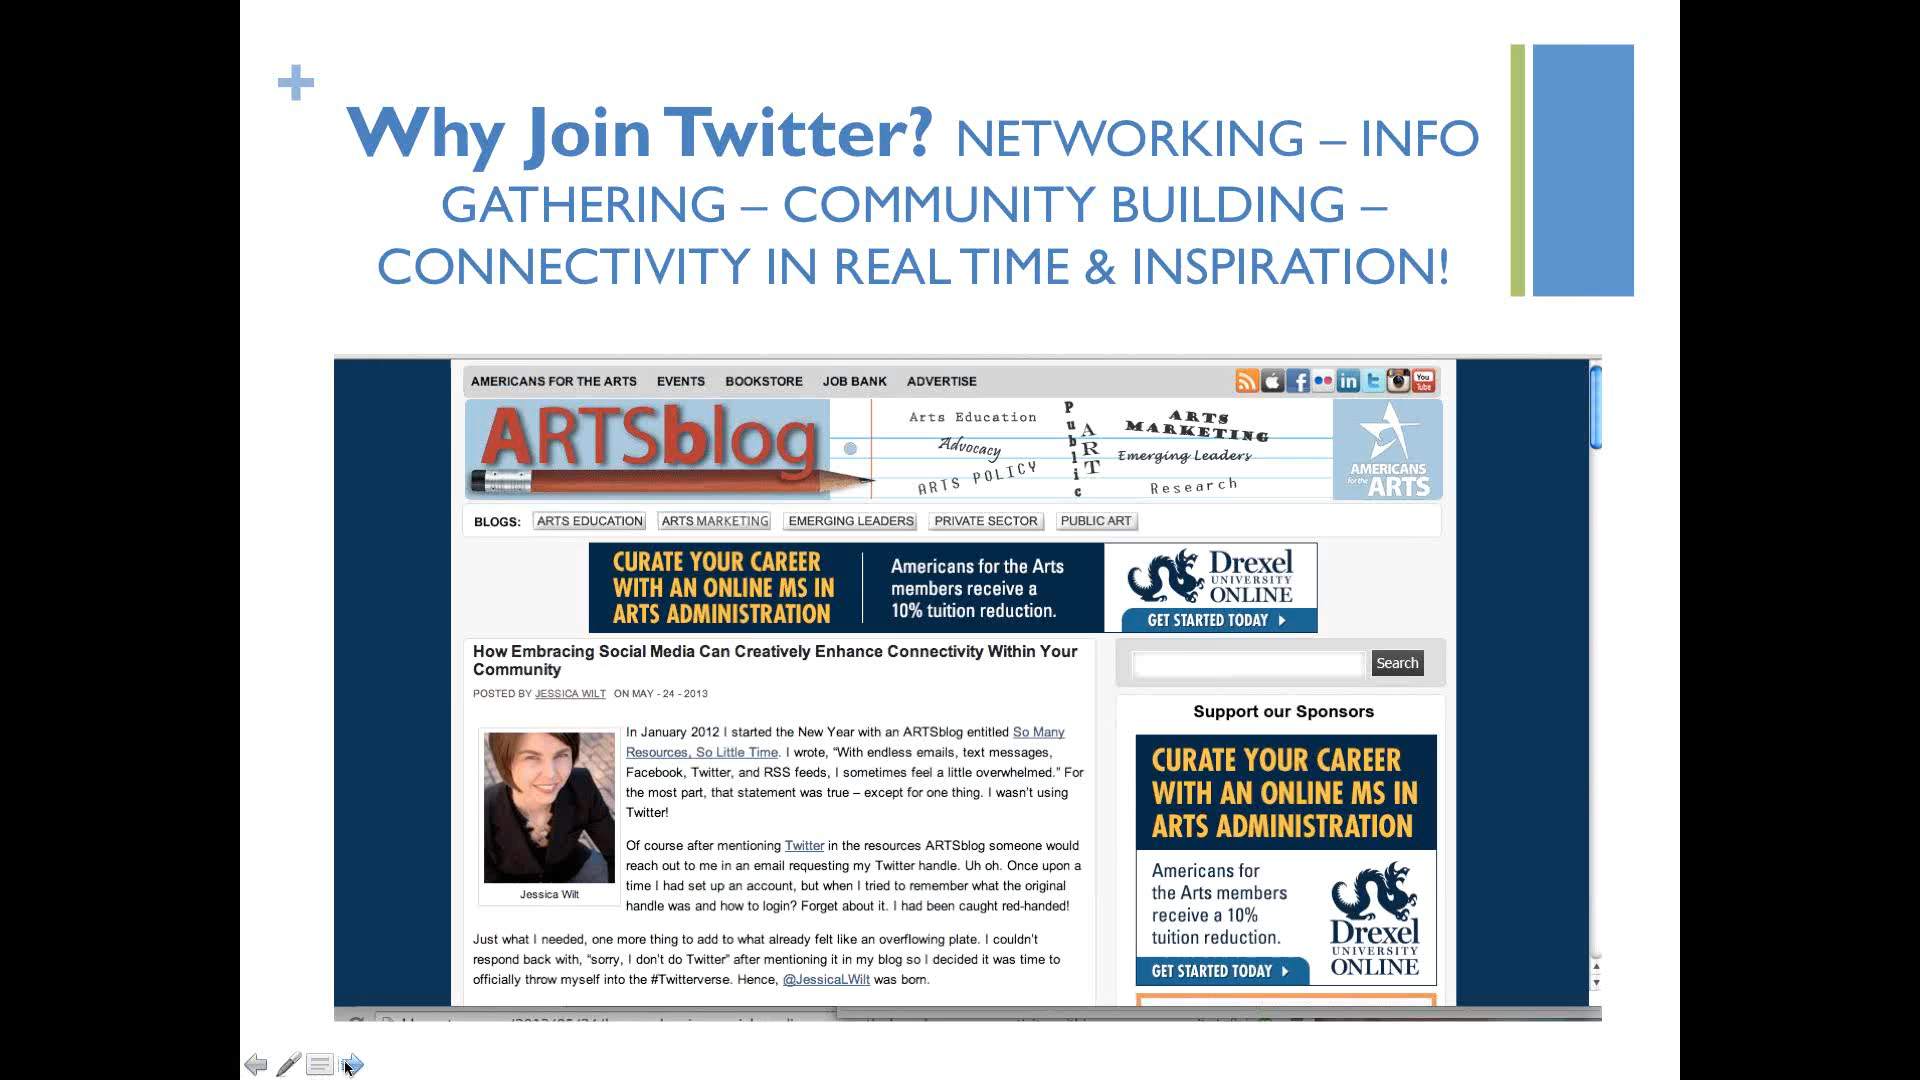 +
Why Join Twitter? NETWORKING – INFO
GATHERING – COMMUNITY BUILDING –
CONNECTIVITY IN REAL TIME & INSPIRATION!
AMERICANS FOR THE ARTS EVENTS BOOKSTORE JOB BANK ADVERTISE
in
You
Tube
ARTSblog
Arts Education
Advocacy
ARTS POLICY
Public
ART
ARTS
MARKETING
Emerging Leaders
Research
AMERICANS
for the ARTS
BLOGS: ARTS EDUCATION ARTS MARKETING EMERGING LEADERS PRIVATE SECTOR PUBLIC ART
CURATE YOUR CAREER
WITH AN ONLINE MS IN
ARTS ADMINISTRATION
Americans for the Arts
members receive a
10% tuition reduction.
Drexel
UNIVERSITY
ONLINE
GET STARTED TODAY
How Embracing Social Media Can Creatively Enhance Connectivity Within Your
Community
POSTED BY JESSICA WILT ON MAY - 24 - 2013
In January 2012 I started the New Year with an ARTSblog entitled So Many
Resources, So Little Time. I wrote, “With endless emails, text messages,
Facebook, Twitter, and RSS feeds, I sometimes feel a little overwhelmed.” For
the most part, that statement was true – except for one thing. I wasn’t using
Twitter!
Jessica Wilt
Of course after mentioning Twitter in the resources ARTSblog someone would
reach out to me in an email requesting my Twitter handle. Uh oh. Once upon a
time I had set up an account, but when I tried to remember what the original
handle was and how to login? Forget about it. I had been caught red-handed!
Just what I needed, one more thing to add to what already felt like an overflowing plate. I couldn’t
respond back with, “sorry, I don’t do Twitter” after mentioning it in my blog so I decided it was time to
officially throw myself into the #Twitterverse. Hence, @JessicaLWilt was born.
Search
Support our Sponsors
CURATE YOUR CAREER
WITH AN ONLINE MS IN
ARTS ADMINISTRATION
Americans for
the Arts members
receive a 10%
tuition reduction.
Drexel
UNIVERSITY
ONLINE
GET STARTED TODAY